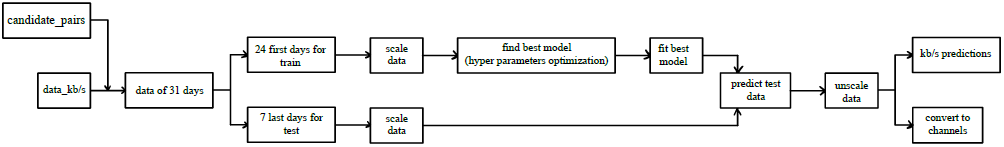 candidate_pairs
data_kb/s
data of 31 days
24 first days for
train
scale
data
find best model
(hyper parameters optimization)
fit best
model
7 last days for
test
scale
data
predict test
data
unscale
data
kb/s predictions
convert to
channels